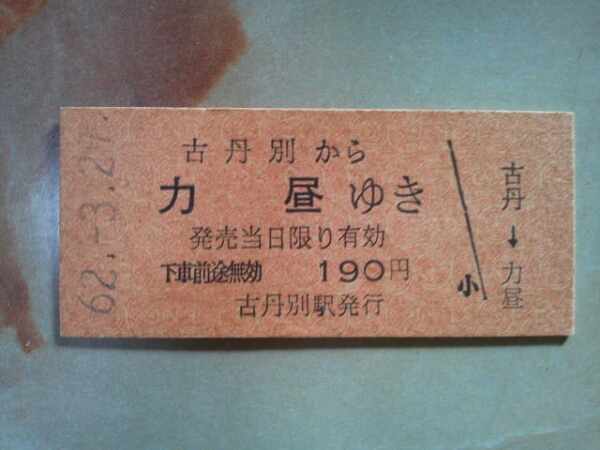 62.-3.29.
古丹別から
力昼ゆき
発売当日限り有効
下車前途無効 190円
古丹別駅発行
小
古丹→力昼